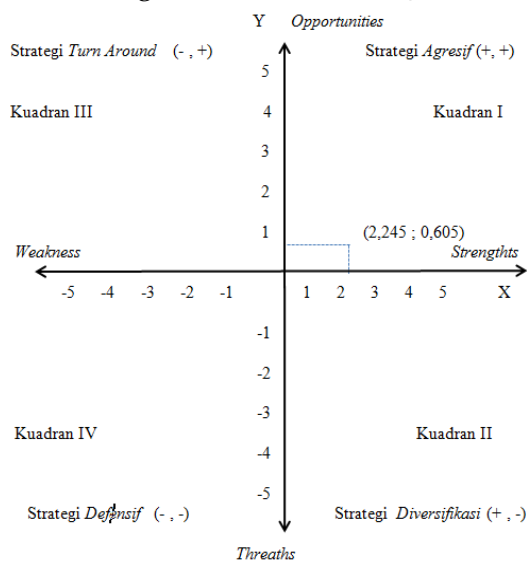 Y Opportunities
Strategi Turn Around (- , +) Strategi Agresif (+, +)
5
Kuadran III 4 Kuadran I
3
2
1 (2,245 ; 0,605)
Weakness Strengthts
-5 -4 -3 -2 -1 1 2 3 4 5 X
-1
-2
-3
Kuadran IV Kuadran II
-4
-5
Strategi Defensif (- , -) Strategi Diversifikasi (+ , -)
Threaths